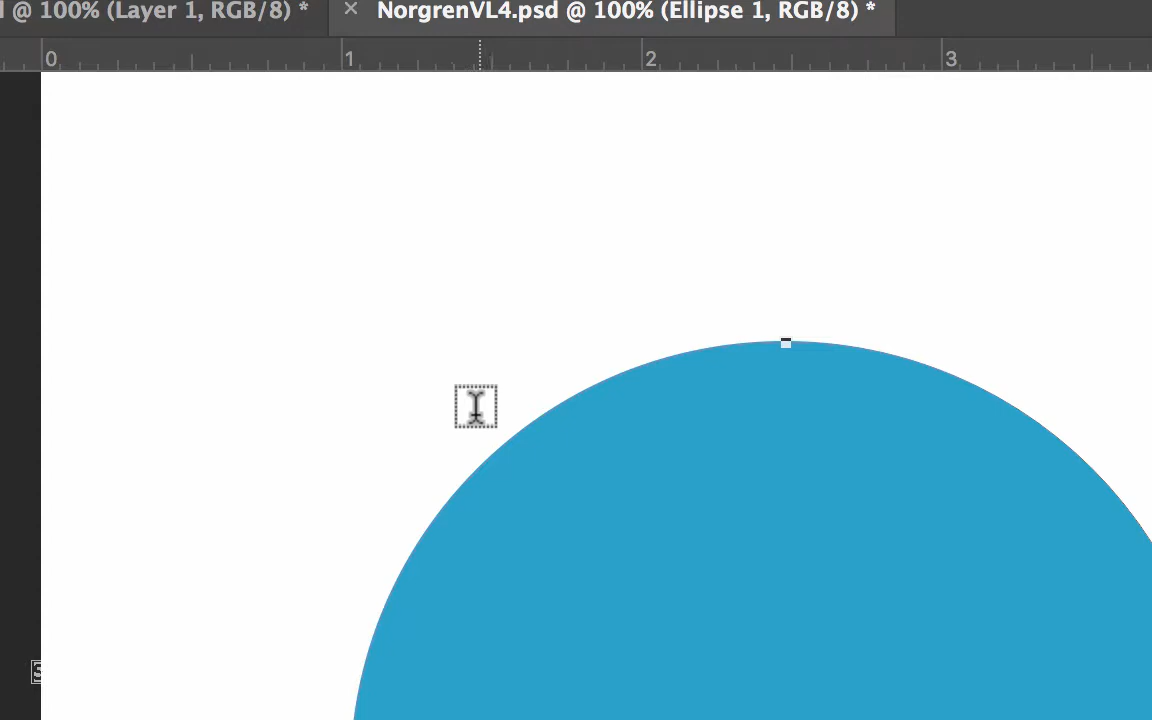 @ 100% (Layer 1, RGB/8) * × NorgrenVL4.psd @ 100% (Ellipse 1, RGB/8) *
0 1 2 3